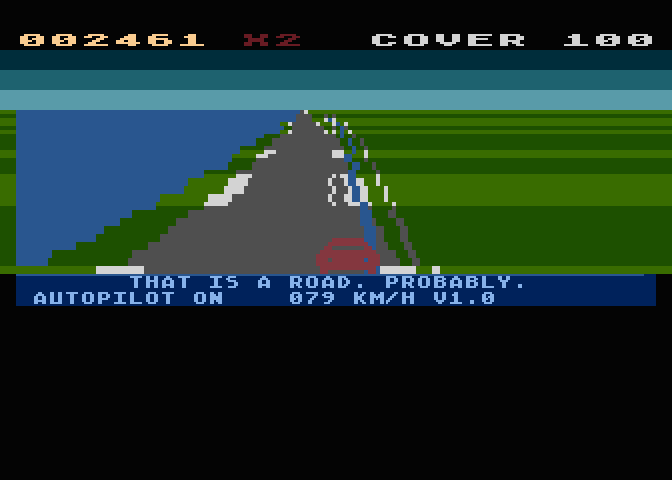 002461 X2 COVER 100
THAT IS A ROAD. PROBABLY.
AUTOPILOT ON 079 KM/H V1.0